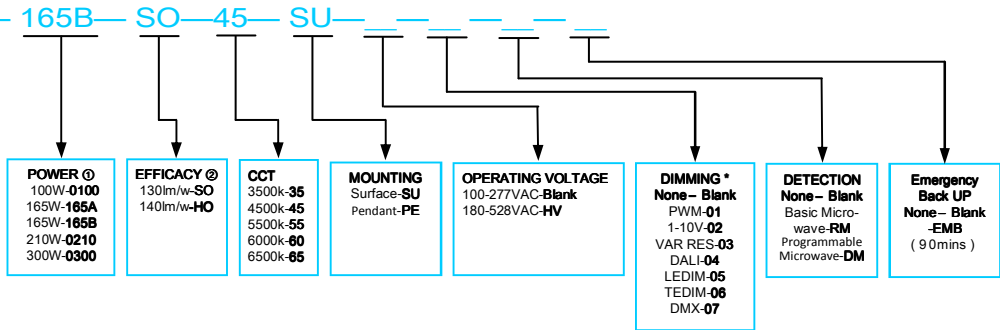 165B— SO—45— SU— _ _ _ _
POWER ①
100W-0100
165W-165A
165W-165B
210W-0210
300W-0300
EFFICACY ②
130lm/w-SO
140lm/w-HO
CCT
3500k-35
4500k-45
5500k-55
6000k-60
6500k-65
MOUNTING
Surface-SU
Pendant-PE
OPERATING VOLTAGE
100-277VAC-Blank
180-528VAC-HV
DIMMING *
None– Blank
PWM-01
1-10V-02
VAR RES-03
DALI-04
LEDIM-05
TEDIM-06
DMX-07
DETECTION
None– Blank
Basic Micro-
wave-RM
Programmable
Microwave-DM
Emergency
Back UP
None– Blank
-EMB
( 90mins )